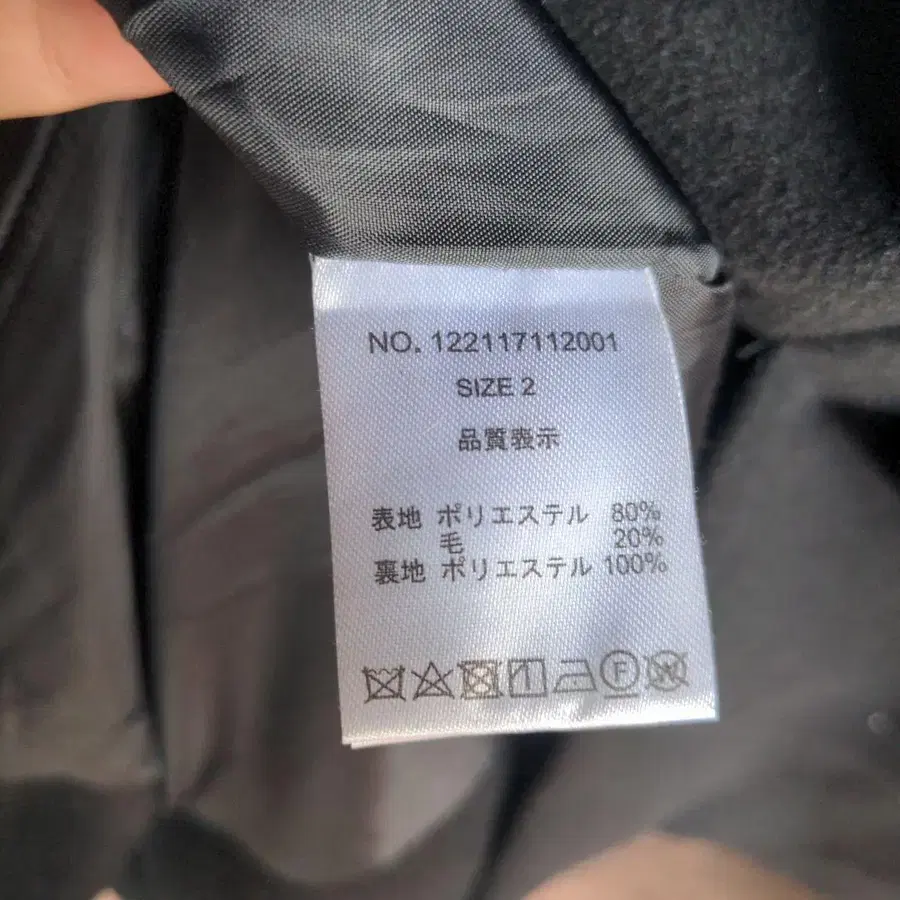 NO. 122117112001
SIZE 2
品質表示
表地 ポリエステル 80%
毛 20%
裏地 ポリエステル 100%
F
W